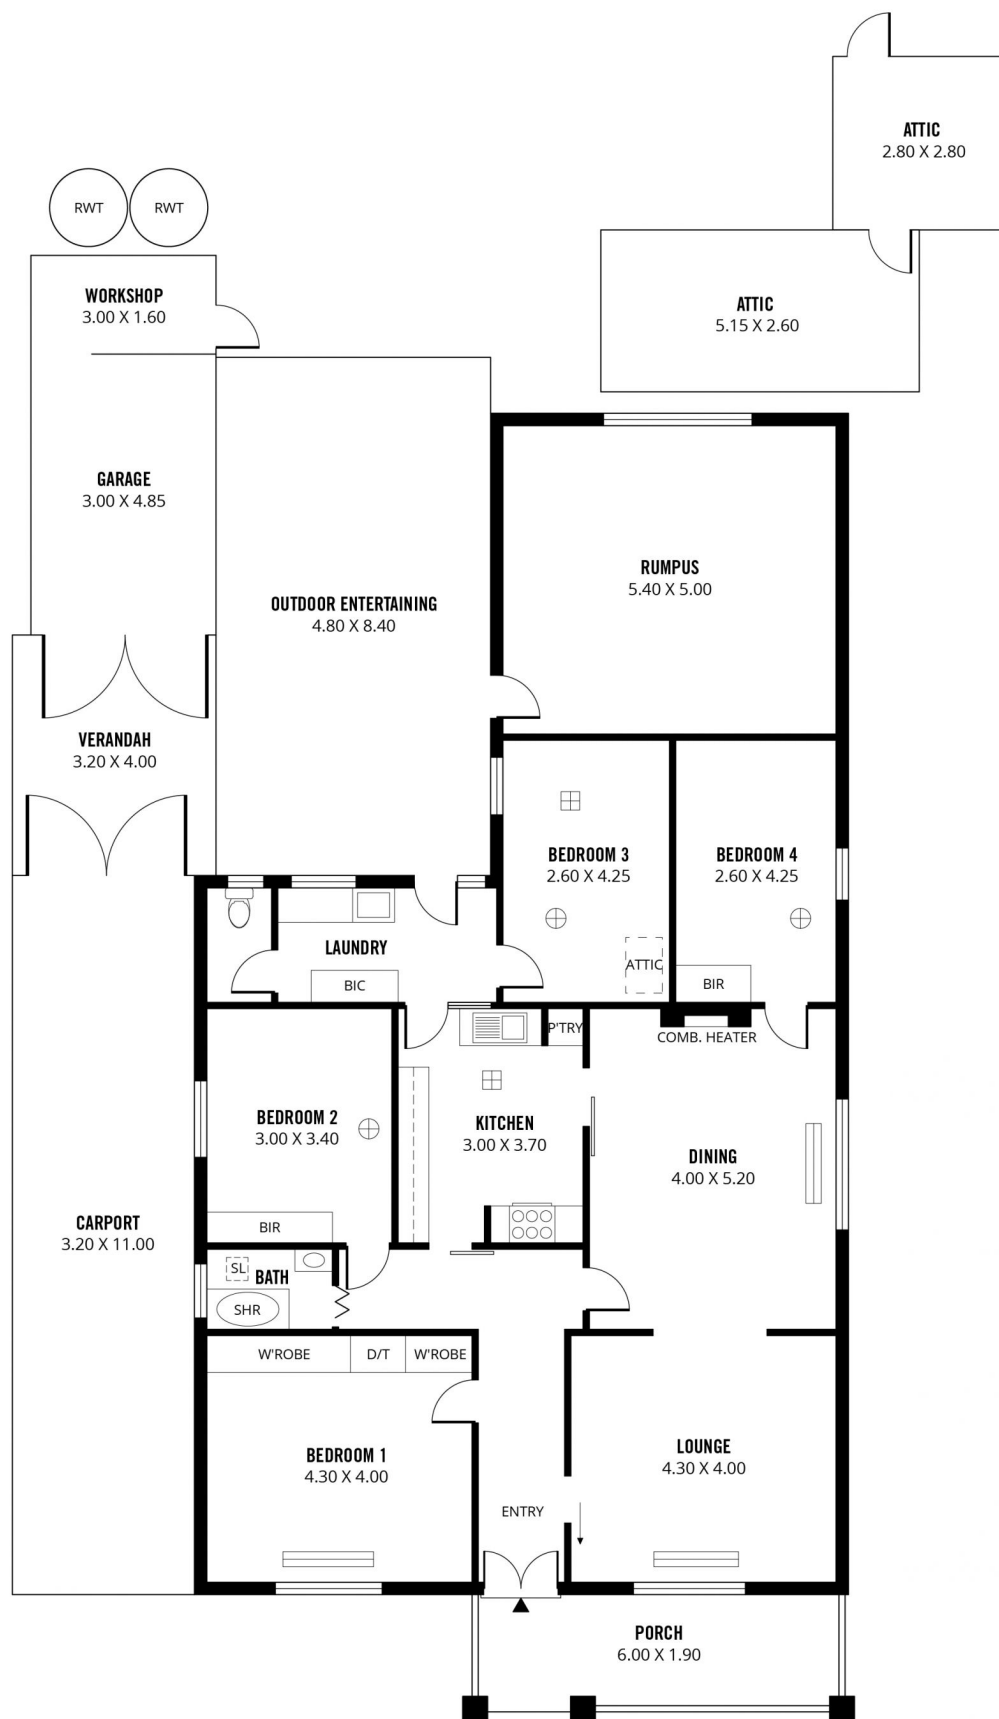 ATTIC
2.80 X 2.80
RWT
RWT
WORKSHOP
3.00 X 1.60
ATTIC
5.15 X 2.60
GARAGE
3.00 X 4.85
RUMPUS
5.40 X 5.00
OUTDOOR ENTERTAINING
4.80 X 8.40
VERANDAH
3.20 X 4.00
BEDROOM 3
2.60 X 4.25
BEDROOM 4
2.60 X 4.25
LAUNDRY
ATTIC
BIC
BIR
P'TRY
COMB. HEATER
BEDROOM 2
3.00 X 3.40
KITCHEN
3.00 X 3.70
DINING
4.00 X 5.20
CARPORT
3.20 X 11.00
BIR
SL
BATH
SHR
W'ROBE
D/T
W'ROBE
BEDROOM 1
4.30 X 4.00
LOUNGE
4.30 X 4.00
ENTRY
PORCH
6.00 X 1.90